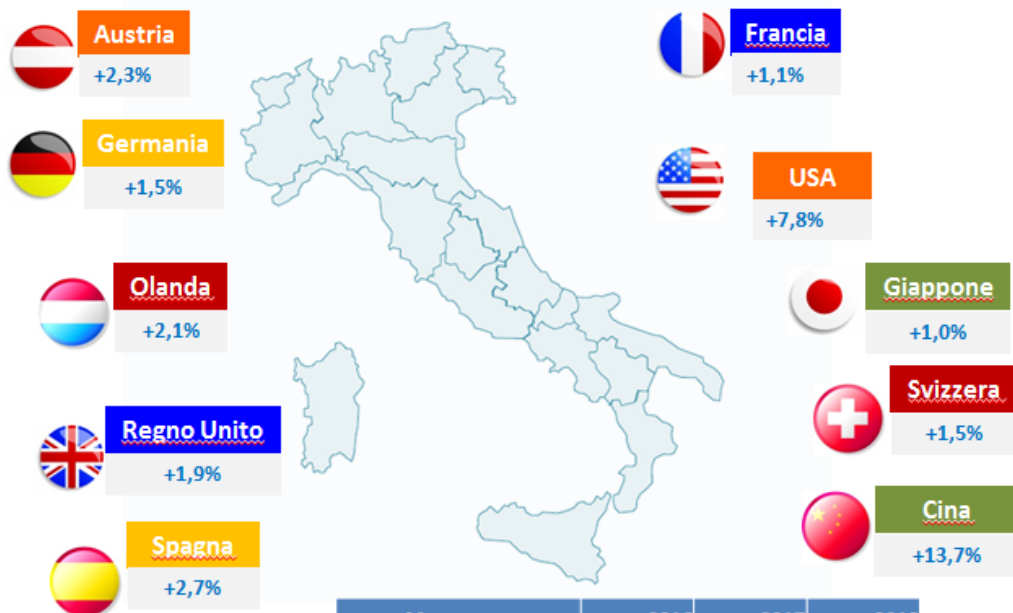 Austria
+2,3%
Germania
+1,5%
Olanda
+2,1%
Regno Unito
+1,9%
Spagna
+2,7%
Francia
+1,1%
USA
+7,8%
Giappone
+1,0%
Svizzera
+1,5%
Cina
+13,7%